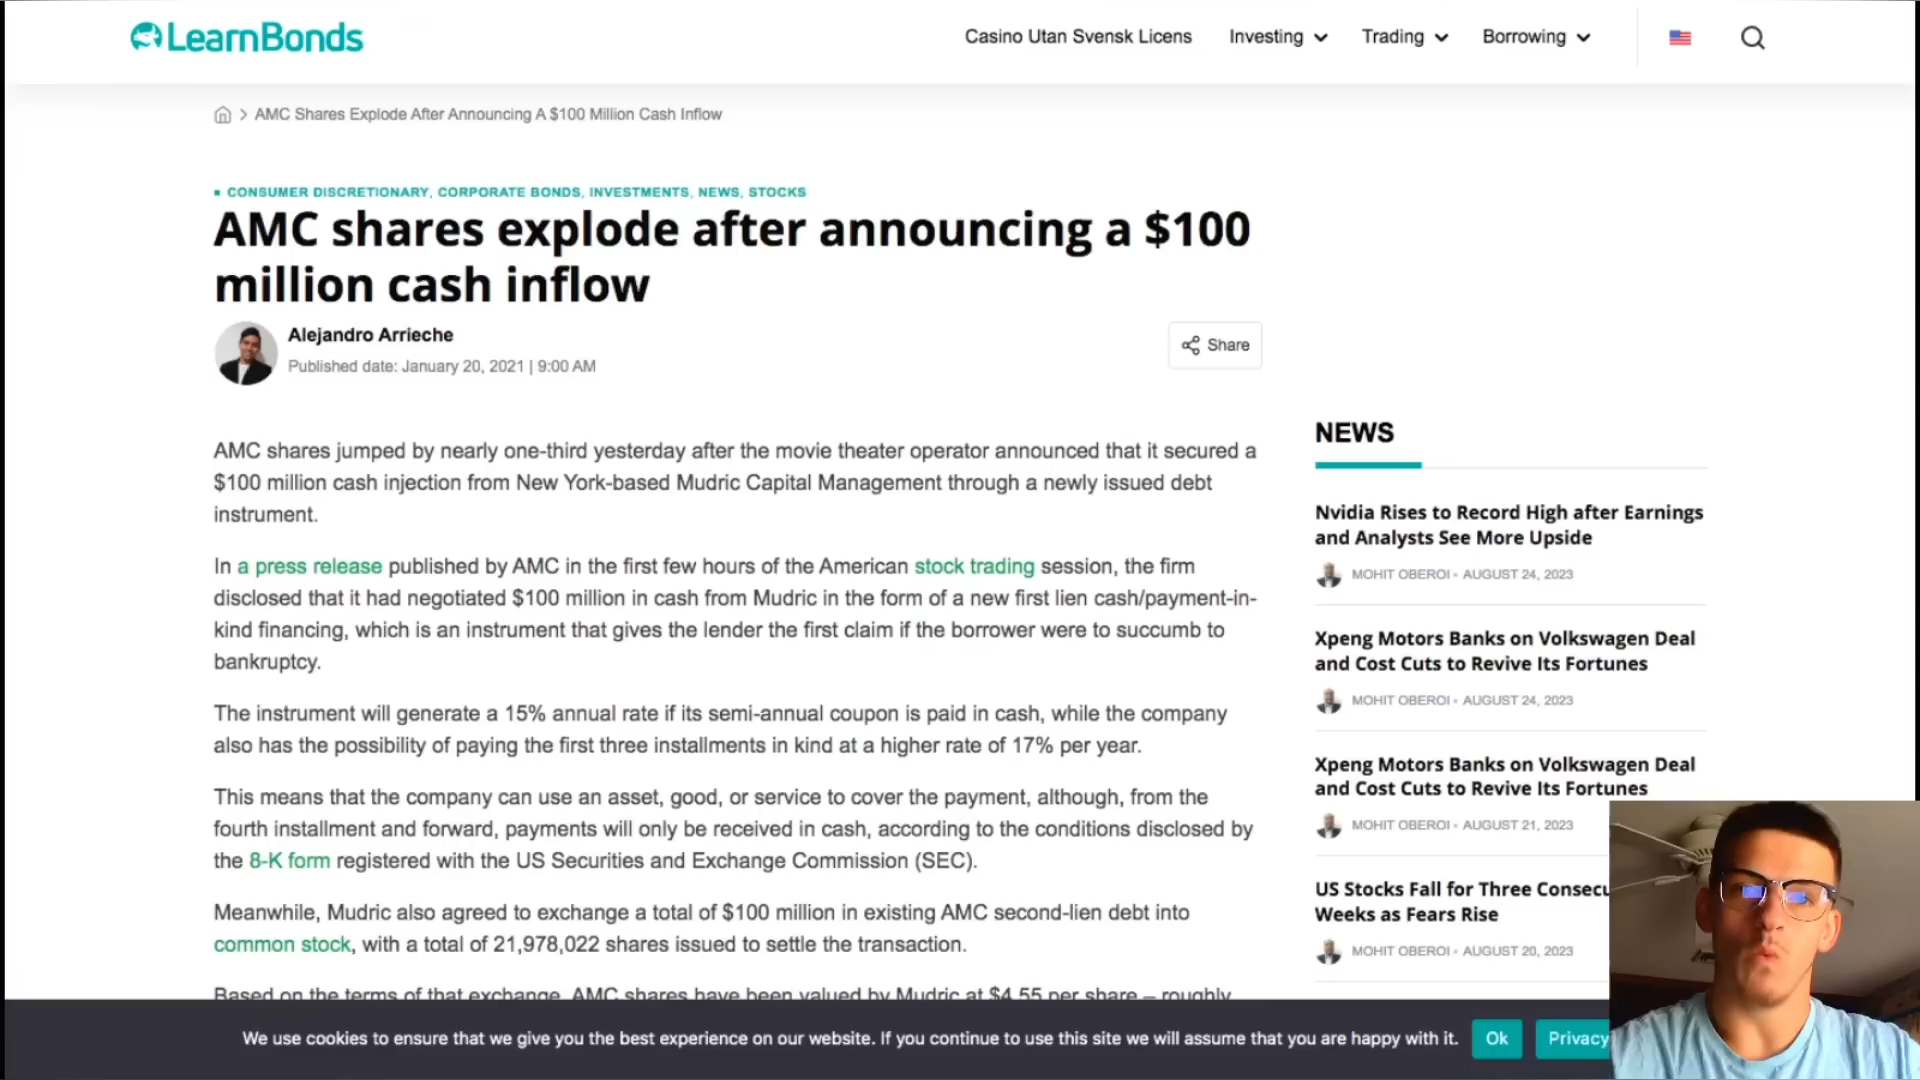 LearnBonds
Casino Utan Svensk Licens Investing Trading Borrowing
AMC Shares Explode After Announcing A $100 Million Cash Inflow
CONSUMER DISCRETIONARY, CORPORATE BONDS, INVESTMENTS, NEWS, STOCKS
AMC shares explode after announcing a $100
million cash inflow
Alejandro Arrieche
Published date: January 20, 2021 | 9:00 AM
Share
AMC shares jumped by nearly one-third yesterday after the movie theater operator announced that it secured a
$100 million cash injection from New York-based Mudric Capital Management through a newly issued debt
instrument.
In a press release published by AMC in the first few hours of the American stock trading session, the firm
disclosed that it had negotiated $100 million in cash from Mudric in the form of a new first lien cash/payment-in-
kind financing, which is an instrument that gives the lender the first claim if the borrower were to succumb to
bankruptcy.
The instrument will generate a 15% annual rate if its semi-annual coupon is paid in cash, while the company
also has the possibility of paying the first three installments in kind at a higher rate of 17% per year.
This means that the company can use an asset, good, or service to cover the payment, although, from the
fourth installment and forward, payments will only be received in cash, according to the conditions disclosed by
the 8-K form registered with the US Securities and Exchange Commission (SEC).
Meanwhile, Mudric also agreed to exchange a total of $100 million in existing AMC second-lien debt into
common stock, with a total of 21,978,022 shares issued to settle the transaction.
Based on the terms of that exchange, AMC shares have been valued by Mudric at $4.55 per share – roughly
NEWS
Nvidia Rises to Record High after Earnings
and Analysts See More Upside
MOHIT OBEROI • AUGUST 24, 2023
Xpeng Motors Banks on Volkswagen Deal
and Cost Cuts to Revive Its Fortunes
MOHIT OBEROI • AUGUST 24, 2023
Xpeng Motors Banks on Volkswagen Deal
and Cost Cuts to Revive Its Fortunes
MOHIT OBEROI • AUGUST 21, 2023
US Stocks Fall for Three Consecu
Weeks as Fears Rise
MOHIT OBEROI • AUGUST 20, 2023
We use cookies to ensure that we give you the best experience on our website. If you continue to use this site we will assume that you are happy with it. Ok Privacy